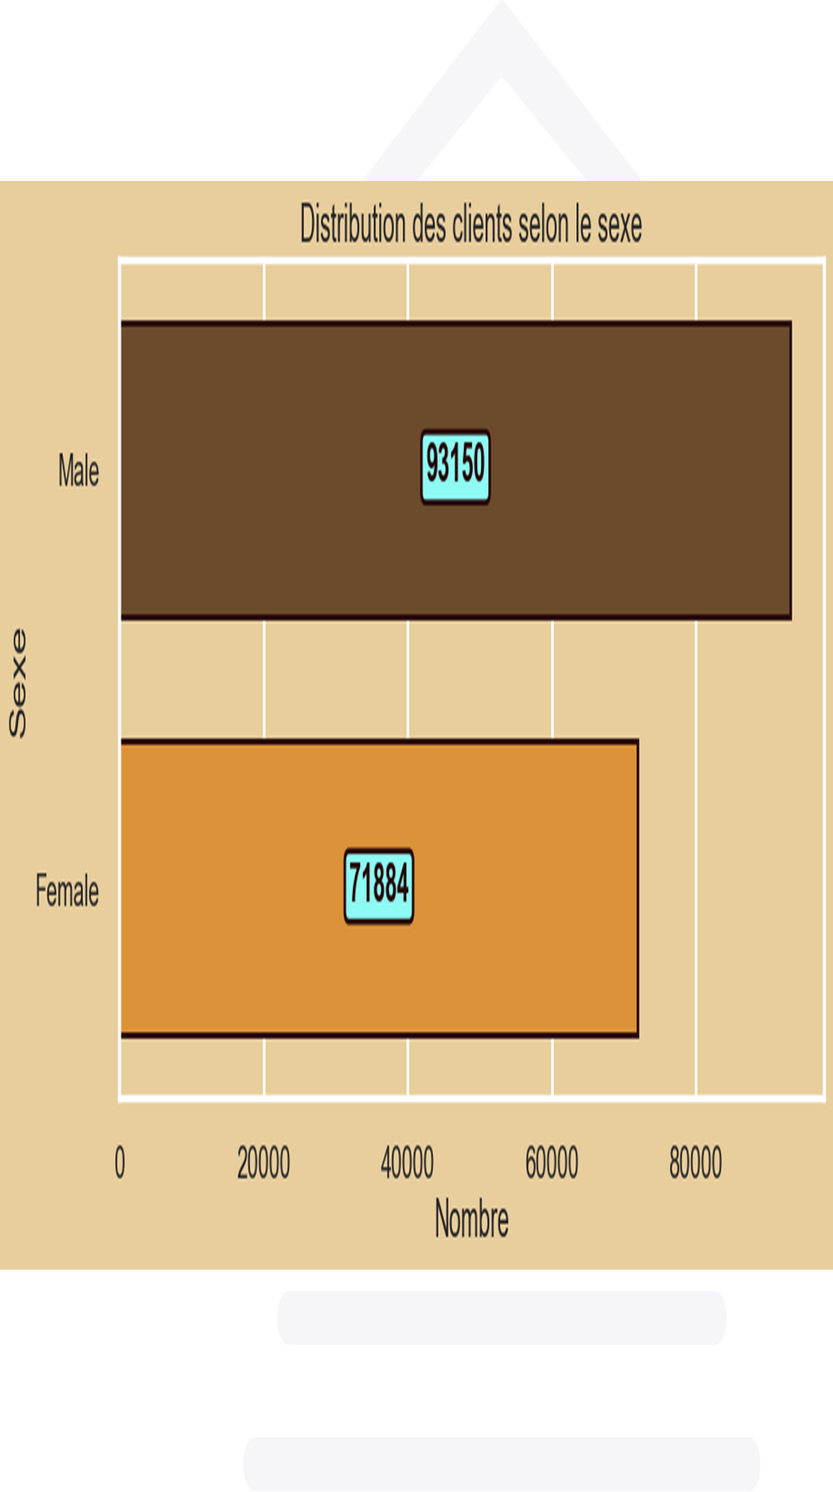 Distribution des clients selon le sexe
Male
93150
Sexe
Female
71884
0 20000 40000 60000 80000
Nombre